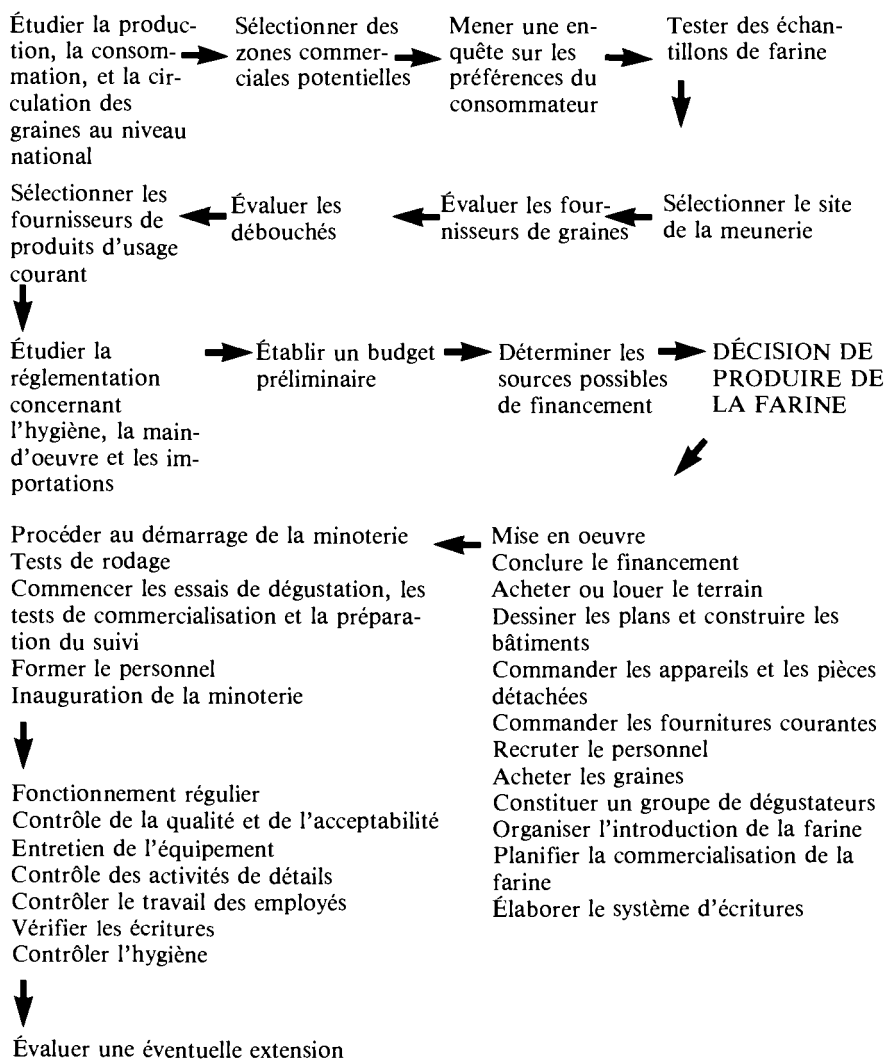 Étudier la produc-
tion, la consom-
mation, et la cir-
culation des
graines au niveau
national
Sélectionner des
zones commer-
ciales potentielles
Mener une en-
quête sur les
préférences du
consommateur
Tester des échan-
tillons de farine
Sélectionner le site
de la meunerie
Évaluer les four-
nisseurs de graines
Évaluer les
débouchés
Sélectionner les
fournisseurs de
produits d'usage
courant
Étudier la
réglementation
concernant
l'hygiène, la main-
d'oeuvre et les im-
portations
Établir un budget
préliminaire
Déterminer les
sources possibles
de financement
DÉCISION DE
PRODUIRE DE
LA FARINE
Mise en oeuvre
Conclure le financement
Acheter ou louer le terrain
Dessiner les plans et construire les
bâtiments
Commander les appareils et les pièces
détachées
Commander les fournitures courantes
Recruter le personnel
Acheter les graines
Constituer un groupe de dégustateurs
Organiser l'introduction de la farine
Planifier la commercialisation de la
farine
Élaborer le système d'écritures
Procéder au démarrage de la minoterie
Tests de rodage
Commencer les essais de dégustation, les
tests de commercialisation et la prépara-
tion du suivi
Former le personnel
Inauguration de la minoterie
Fonctionnement régulier
Contrôle de la qualité et de l'acceptabilité
Entretien de l'équipement
Contrôle des activités de détails
Contrôler le travail des employés
Vérifier les écritures
Contrôler l'hygiène
Évaluer une éventuelle extension